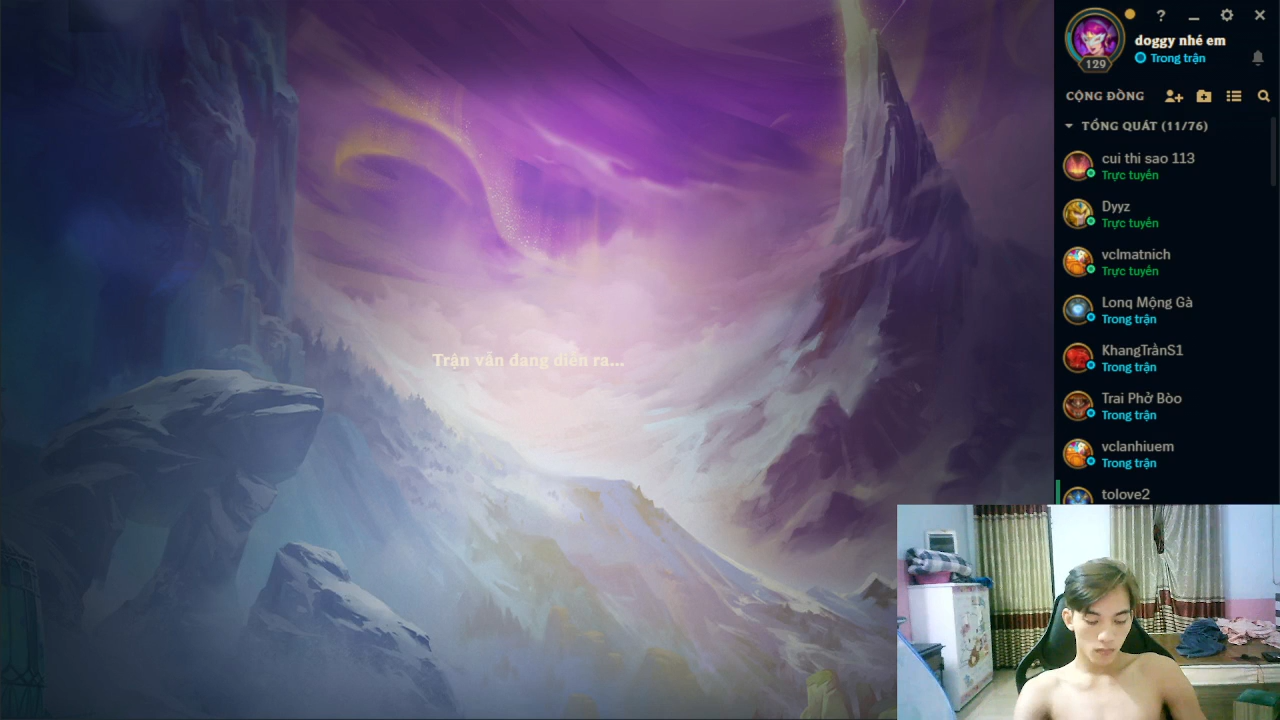 ?
doggy nhé em
Trong trận
129
CỘNG ĐỒNG
TỔNG QUÁT (11/76)
cui thi sao 113
Trực tuyến
Dyyz
Trực tuyến
vclmatnich
Trực tuyến
Lonq Mộng Gà
Trong trận
KhangTrầnS1
Trong trận
Trai Phở Bòo
Trong trận
vclanhiuem
Trong trận
tolove2
Trận vẫn đang diễn ra...